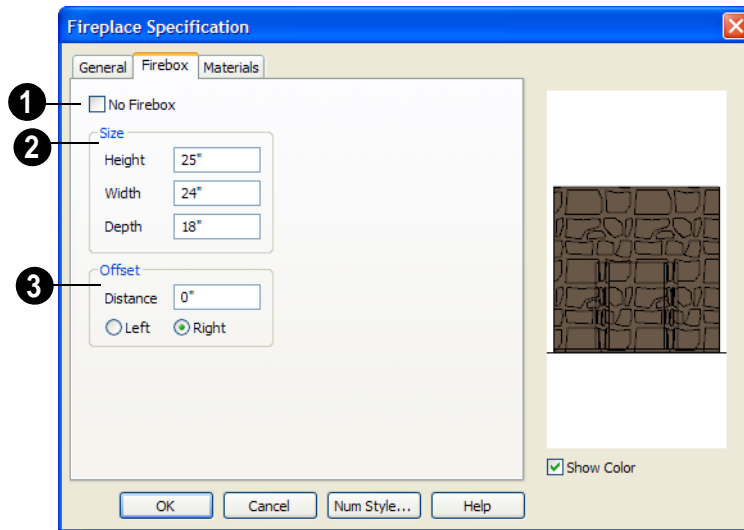 Fireplace Specification
General Firebox Materials
1 No Firebox
2 Size
Height 25"
Width 24"
Depth 18"
3 Offset
Distance 0"
Left Right
Show Color
OK Cancel Num Style... Help